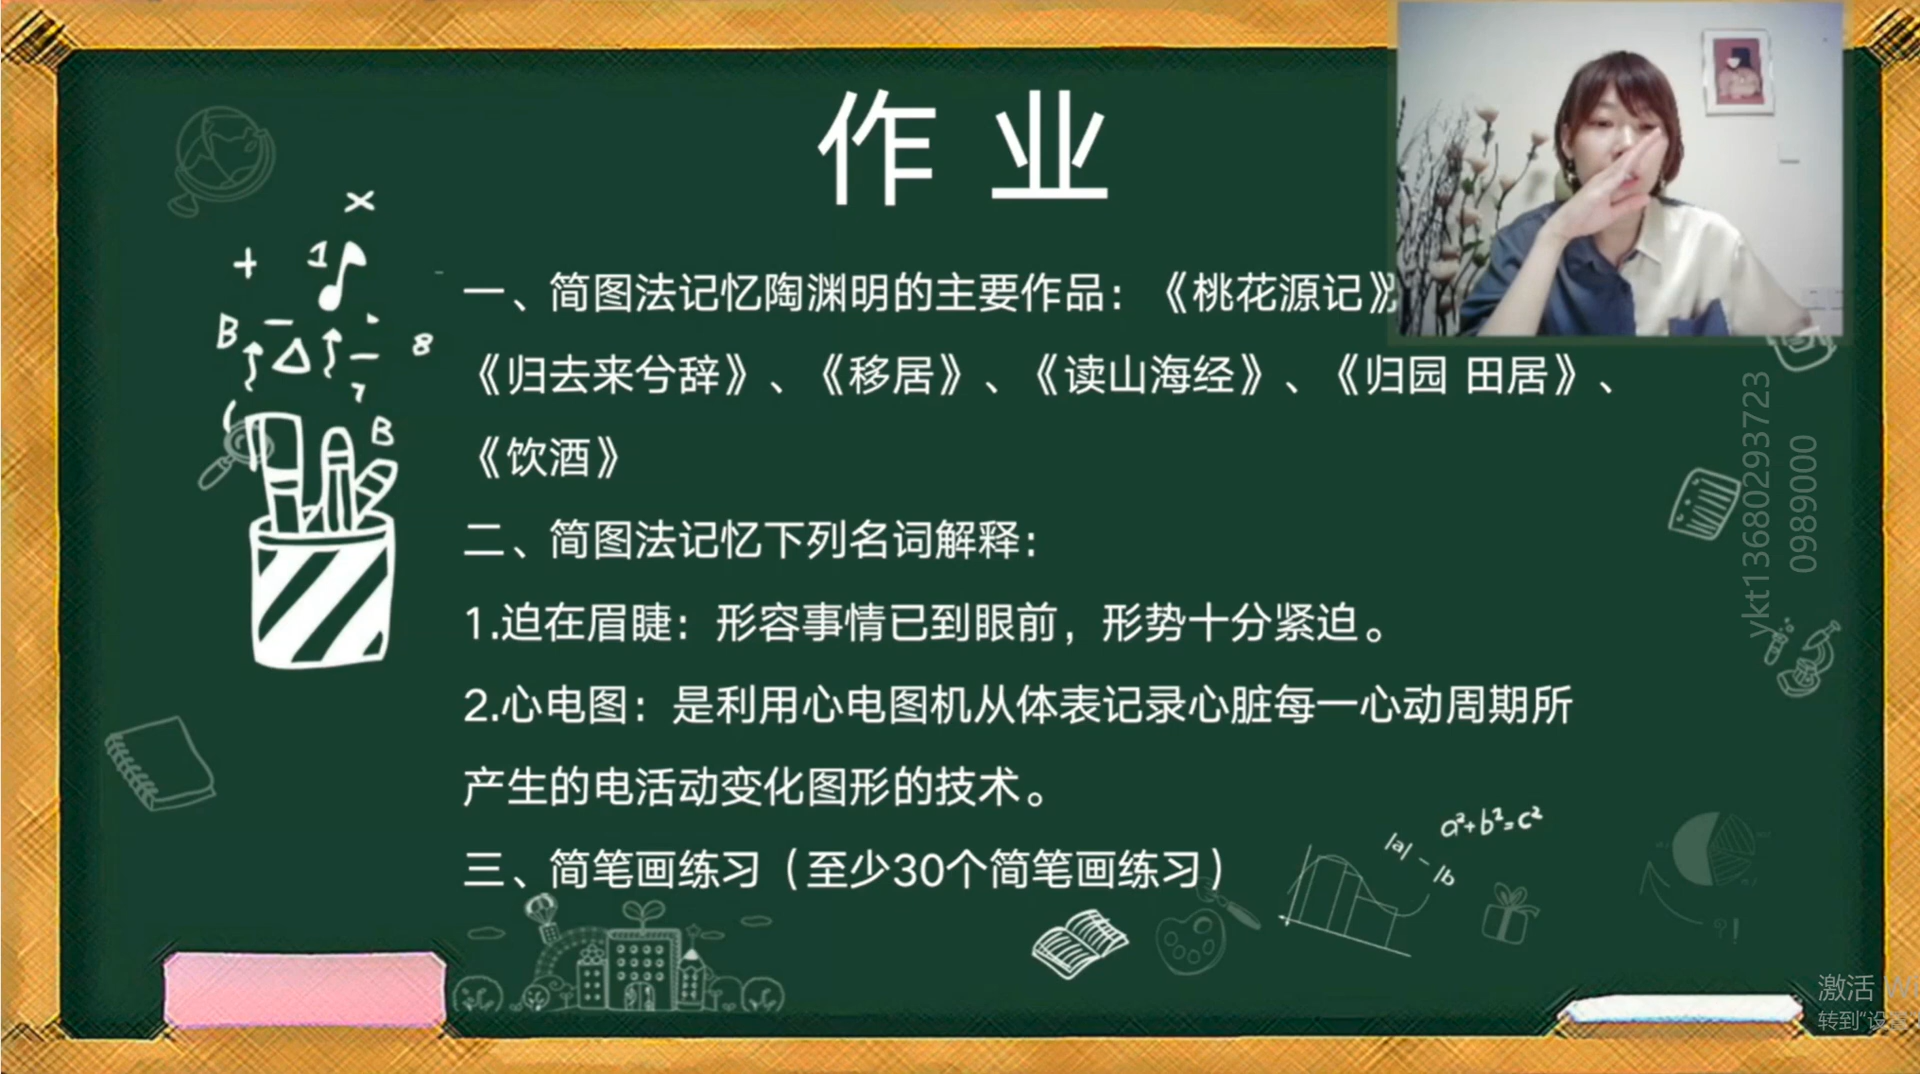 作业
一、简图法记忆陶渊明的主要作品：《桃花源记》
《归去来兮辞》、《移居》、《读山海经》、《归园 田居》、
《饮酒》
二、简图法记忆下列名词解释：
1.迫在眉睫：形容事情已到眼前，形势十分紧迫。
2.心电图：是利用心电图机从体表记录心脏每一心动周期所
产生的电活动变化图形的技术。
三、简笔画练习（至少30个简笔画练习）
a²+b²=c²
|a| - |b
ykt13680293723
09890000
激活 W
转到“设置